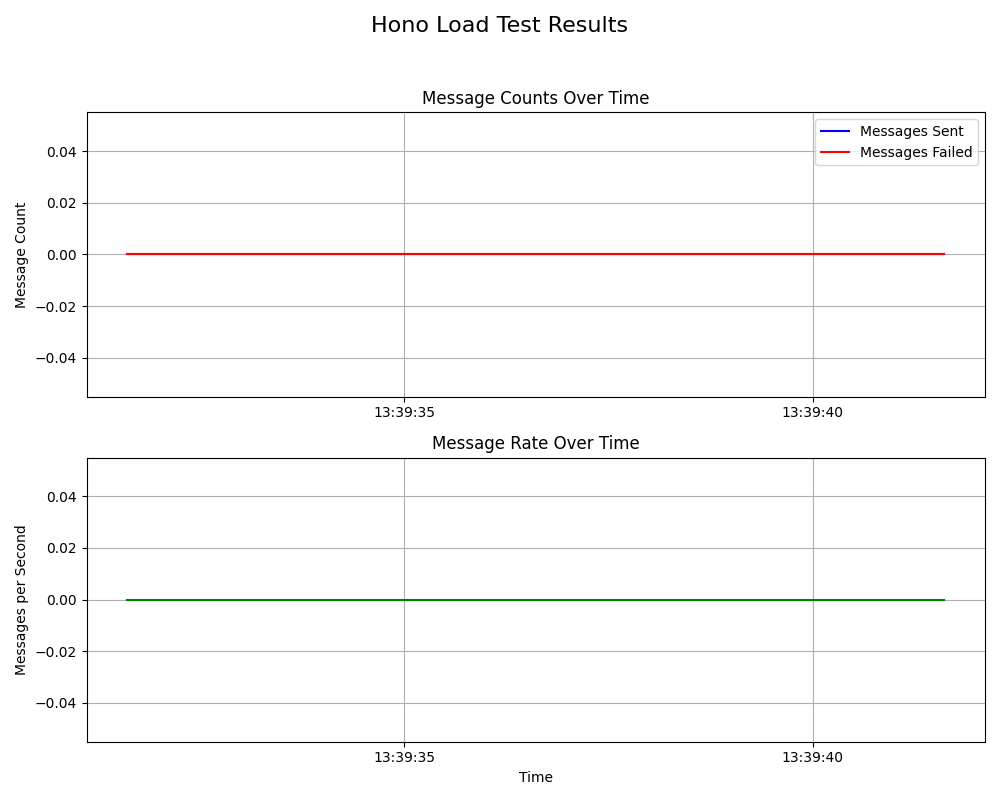 Hono Load Test Results
Message Counts Over Time
Messages Sent
Messages Failed
Message Count
0.04
0.02
0.00
−0.02
−0.04
13:39:35 13:39:40
Message Rate Over Time
Messages per Second
0.04
0.02
0.00
−0.02
−0.04
13:39:35 13:39:40
Time